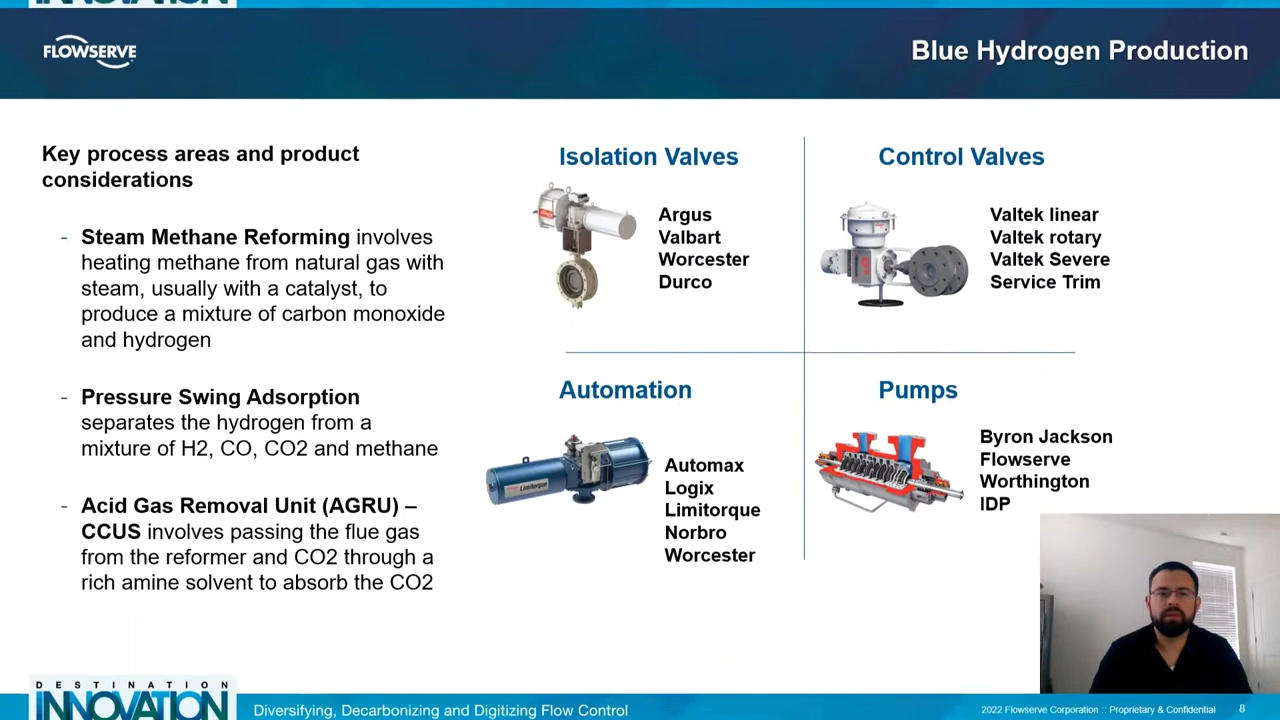 INNOVATION
FLOWSERVE
Blue Hydrogen Production
Key process areas and product
considerations
- Steam Methane Reforming involves
heating methane from natural gas with
steam, usually with a catalyst, to
produce a mixture of carbon monoxide
and hydrogen
- Pressure Swing Adsorption
separates the hydrogen from a
mixture of H2, CO, CO2 and methane
- Acid Gas Removal Unit (AGRU) –
CCUS involves passing the flue gas
from the reformer and CO2 through a
rich amine solvent to absorb the CO2
Isolation Valves
Argus
Valbart
Worcester
Durco
Control Valves
Valtek linear
Valtek rotary
Valtek Severe
Service Trim
Automation
Limitorque
Automax
Logix
Limitorque
Norbro
Worcester
Pumps
Byron Jackson
Flowserve
Worthington
IDP
DESTINATION
INNOVATION
Diversifying, Decarbonizing and Digitizing Flow Control
2022 Flowserve Corporation :: Proprietary & Confidential 8